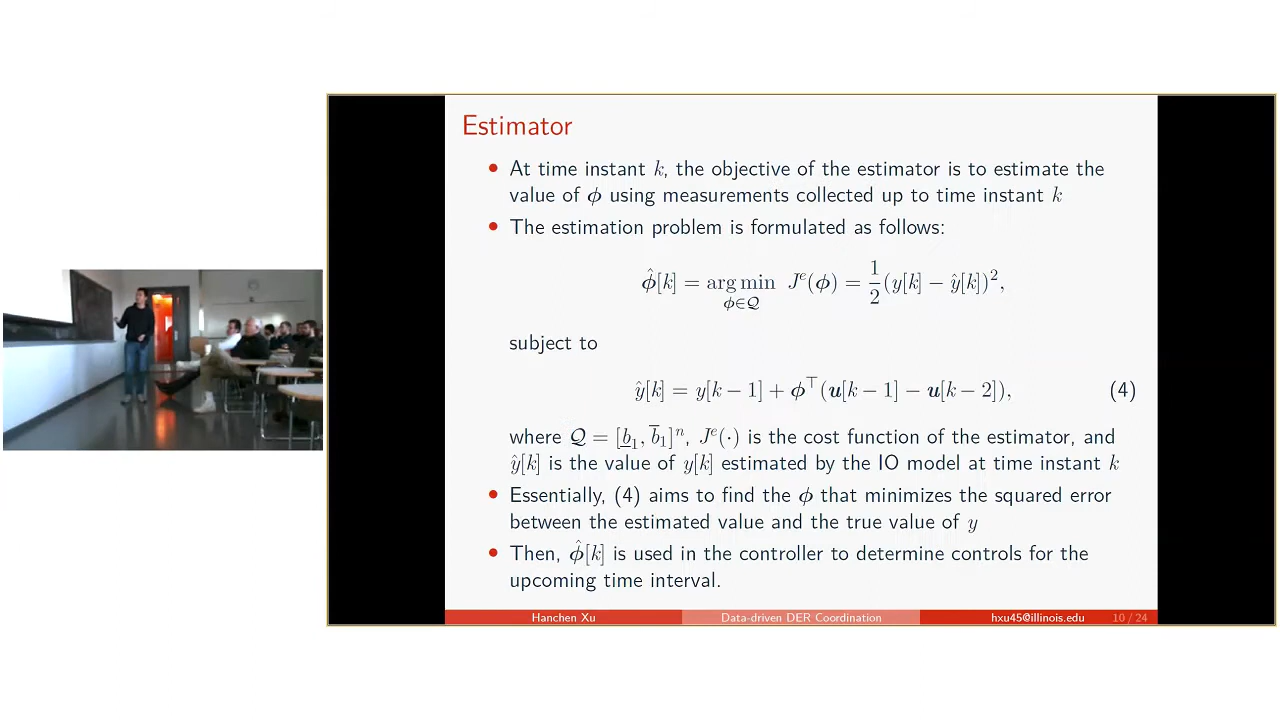 Estimator
• At time instant k, the objective of the estimator is to estimate the
value of ϕ using measurements collected up to time instant k
• The estimation problem is formulated as follows:
ϕ̂[k] = arg min J^e(ϕ) = 1/2 (y[k] − ŷ[k])²,
ϕ∈Q
subject to
ŷ[k] = y[k − 1] + ϕ^⊤(u[k − 1] − u[k − 2]), (4)
where Q = [b̲₁, b̅₁]ⁿ, J^e(·) is the cost function of the estimator, and
ŷ[k] is the value of y[k] estimated by the IO model at time instant k
• Essentially, (4) aims to find the ϕ that minimizes the squared error
between the estimated value and the true value of y
• Then, ϕ̂[k] is used in the controller to determine controls for the
upcoming time interval.
Hanchen Xu Data-driven DER Coordination hxu45@illinois.edu 10 / 24